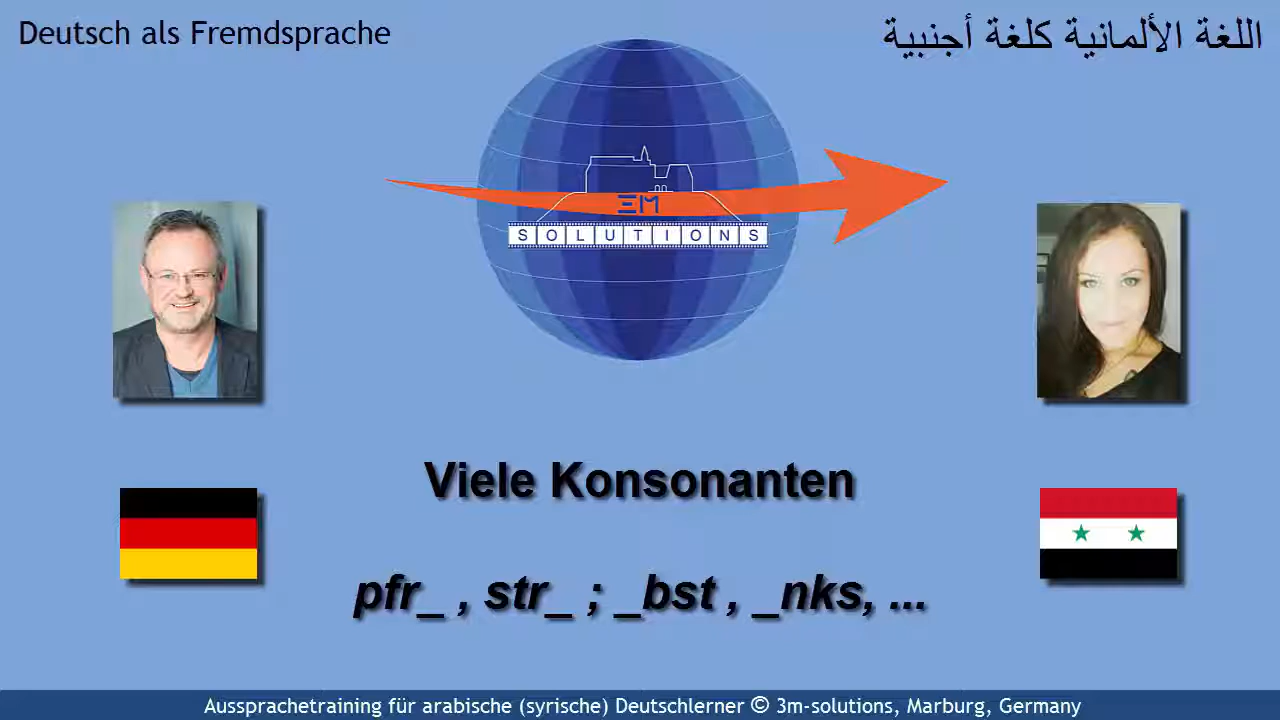 Deutsch als Fremdsprache
اللغة الألمانية كلغة أجنبية
3M
SOLUTIONS
Viele Konsonanten
pfr_ , str_ ; _bst , _nks, ...
Aussprachetraining für arabische (syrische) Deutschlerner © 3m-solutions, Marburg, Germany